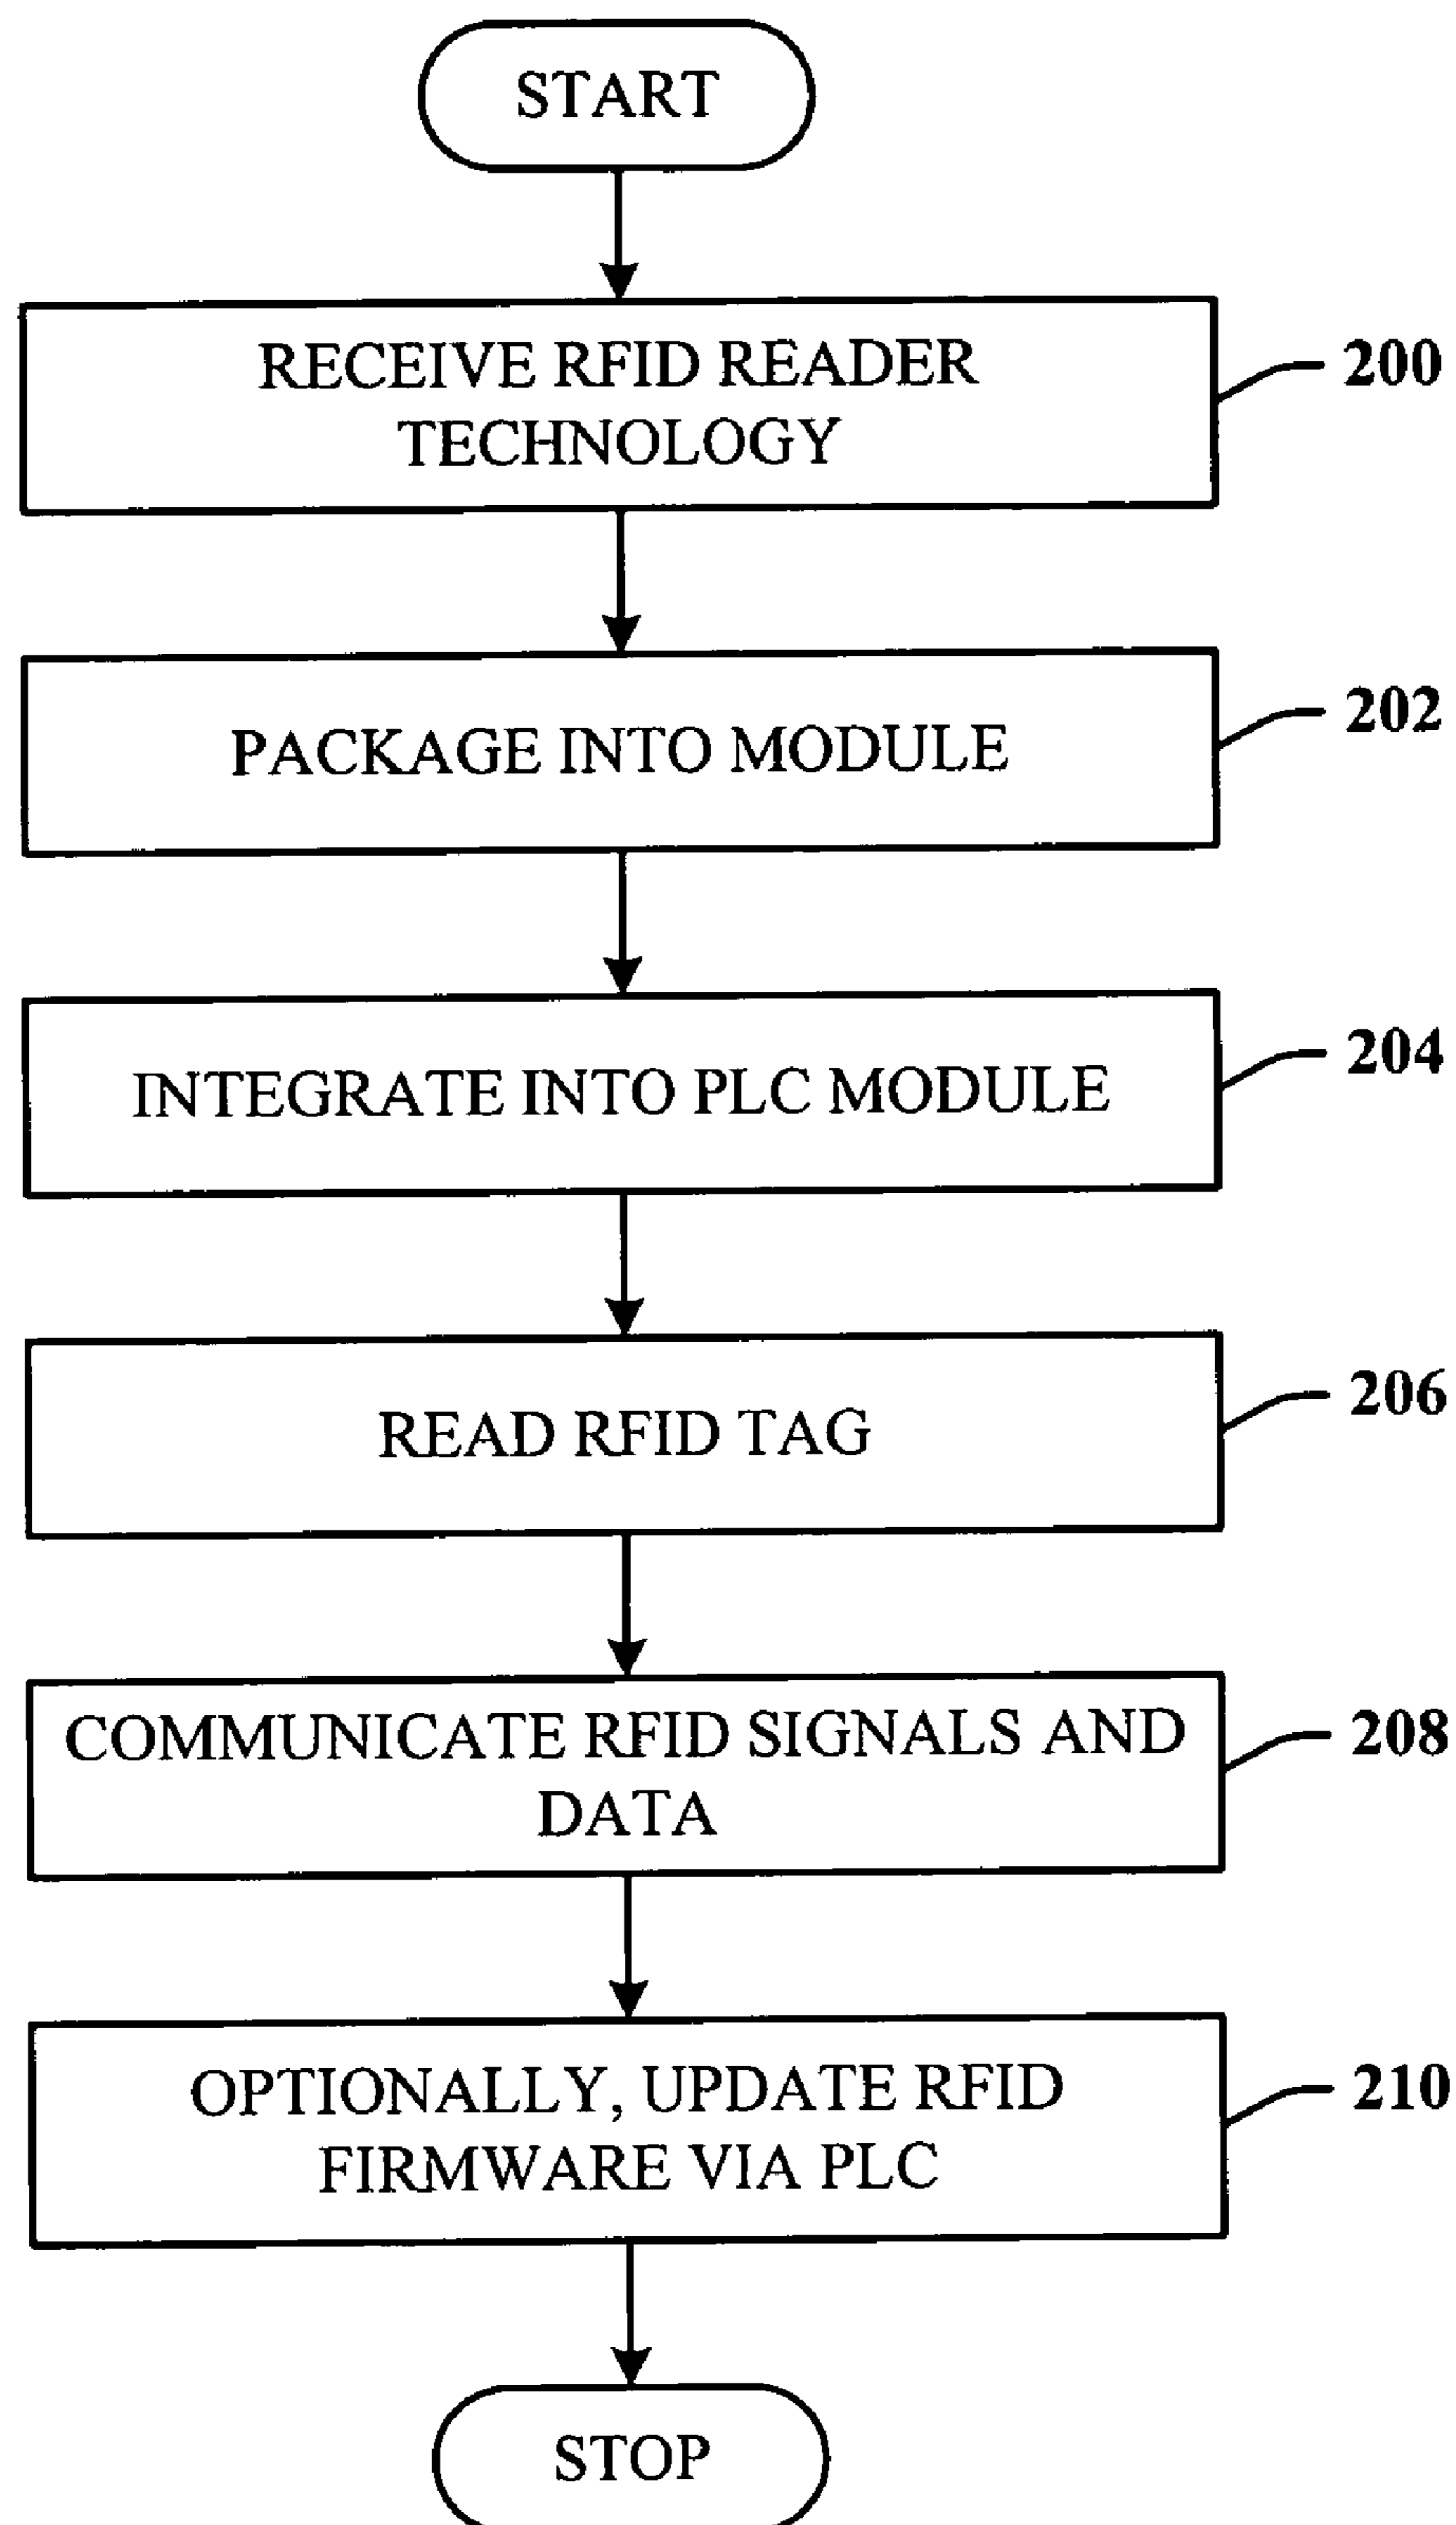 START
RECEIVE RFID READER
TECHNOLOGY
200
PACKAGE INTO MODULE
202
INTEGRATE INTO PLC MODULE
204
READ RFID TAG
206
COMMUNICATE RFID SIGNALS AND
DATA
208
OPTIONALLY, UPDATE RFID
FIRMWARE VIA PLC
210
STOP